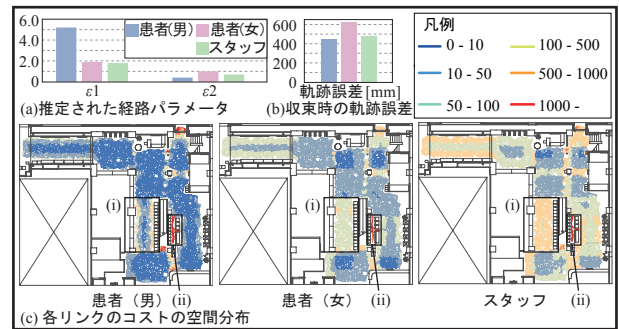 6.0
4.0
2.0
0
患者(男)
患者(女)
スタッフ
ε1
ε2
(a)推定された経路パラメータ
600
400
200
0
軌跡誤差[mm]
(b)収束時の軌跡誤差
凡例
0 - 10
100 - 500
10 - 50
500 - 1000
50 - 100
1000 -
(i)
(i)
(i)
患者（男）
(ii)
患者（女）
(ii)
スタッフ
(ii)
(c)各リンクのコストの空間分布